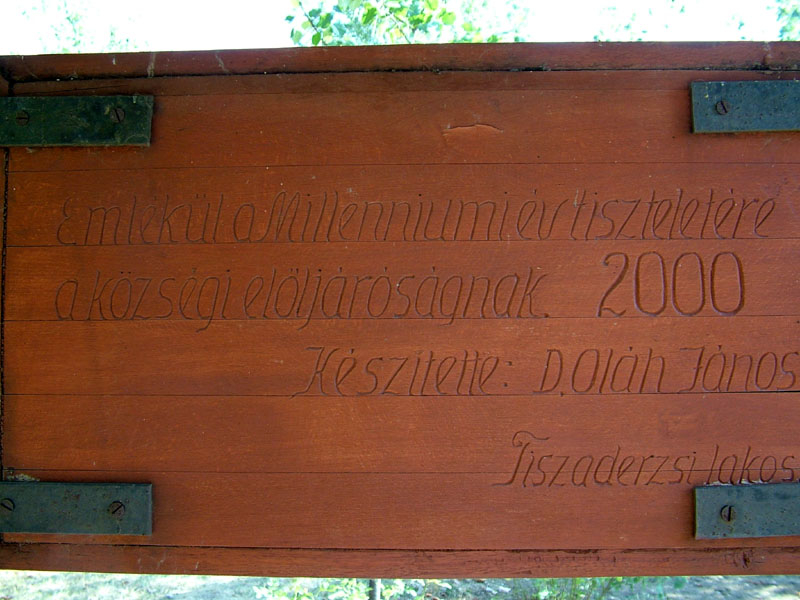 Emlékül a Millenniumi év tiszteletére
a községi elöljáróságnak. 2000
Készítette: D. Oláh János
Tiszaderzsi lakos.